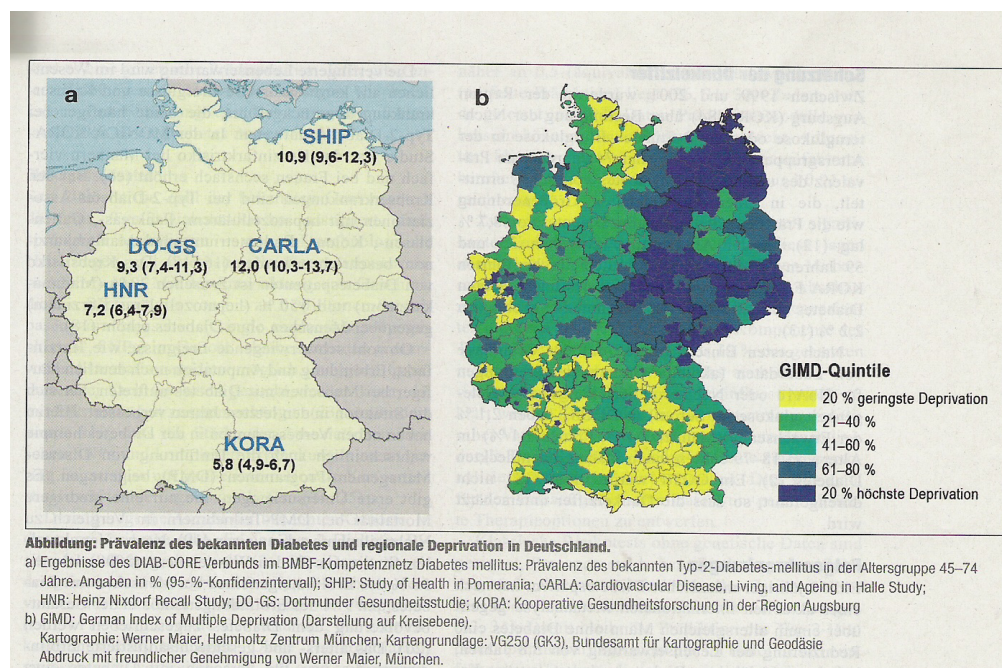 a
SHIP
10,9 (9,6-12,3)
DO-GS
9,3 (7,4-11,3)
CARLA
12,0 (10,3-13,7)
HNR
7,2 (6,4-7,9)
KORA
5,8 (4,9-6,7)
b
GIMD-Quintile
20 % geringste Deprivation
21–40 %
41–60 %
61–80 %
20 % höchste Deprivation
Abbildung: Prävalenz des bekannten Diabetes und regionale Deprivation in Deutschland.
a) Ergebnisse des DIAB-CORE Verbunds im BMBF-Kompetenznetz Diabetes mellitus: Prävalenz des bekannten Typ-2-Diabetes-mellitus in der Altersgruppe 45–74
Jahre. Angaben in % (95-%-Konfidenzintervall); SHIP: Study of Health in Pomerania; CARLA: Cardiovascular Disease, Living, and Ageing in Halle Study;
HNR: Heinz Nixdorf Recall Study; DO-GS: Dortmunder Gesundheitsstudie; KORA: Kooperative Gesundheitsforschung in der Region Augsburg
b) GIMD: German Index of Multiple Deprivation (Darstellung auf Kreisebene).
Kartographie: Werner Maier, Helmholtz Zentrum München; Kartengrundlage: VG250 (GK3), Bundesamt für Kartographie und Geodäsie
Abdruck mit freundlicher Genehmigung von Werner Maier, München.